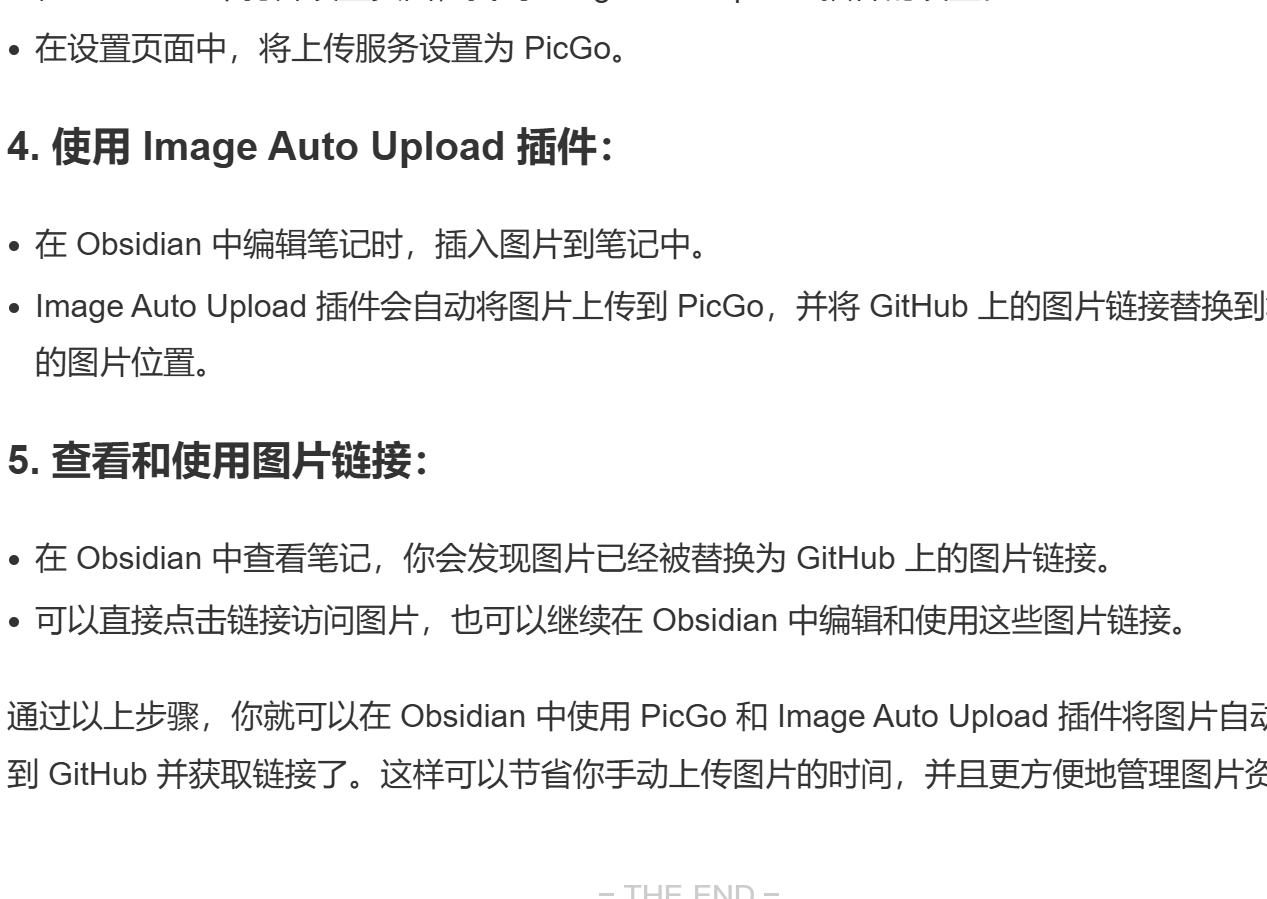 在设置页面中，将上传服务设置为 PicGo。
4. 使用 Image Auto Upload 插件：
在 Obsidian 中编辑笔记时，插入图片到笔记中。
Image Auto Upload 插件会自动将图片上传到 PicGo，并将 GitHub 上的图片链接替换到
的图片位置。
5. 查看和使用图片链接：
在 Obsidian 中查看笔记，你会发现图片已经被替换为 GitHub 上的图片链接。
可以直接点击链接访问图片，也可以继续在 Obsidian 中编辑和使用这些图片链接。
通过以上步骤，你就可以在 Obsidian 中使用 PicGo 和 Image Auto Upload 插件将图片自动
到 GitHub 并获取链接了。这样可以节省你手动上传图片的时间，并且更方便地管理图片资
– THE END –